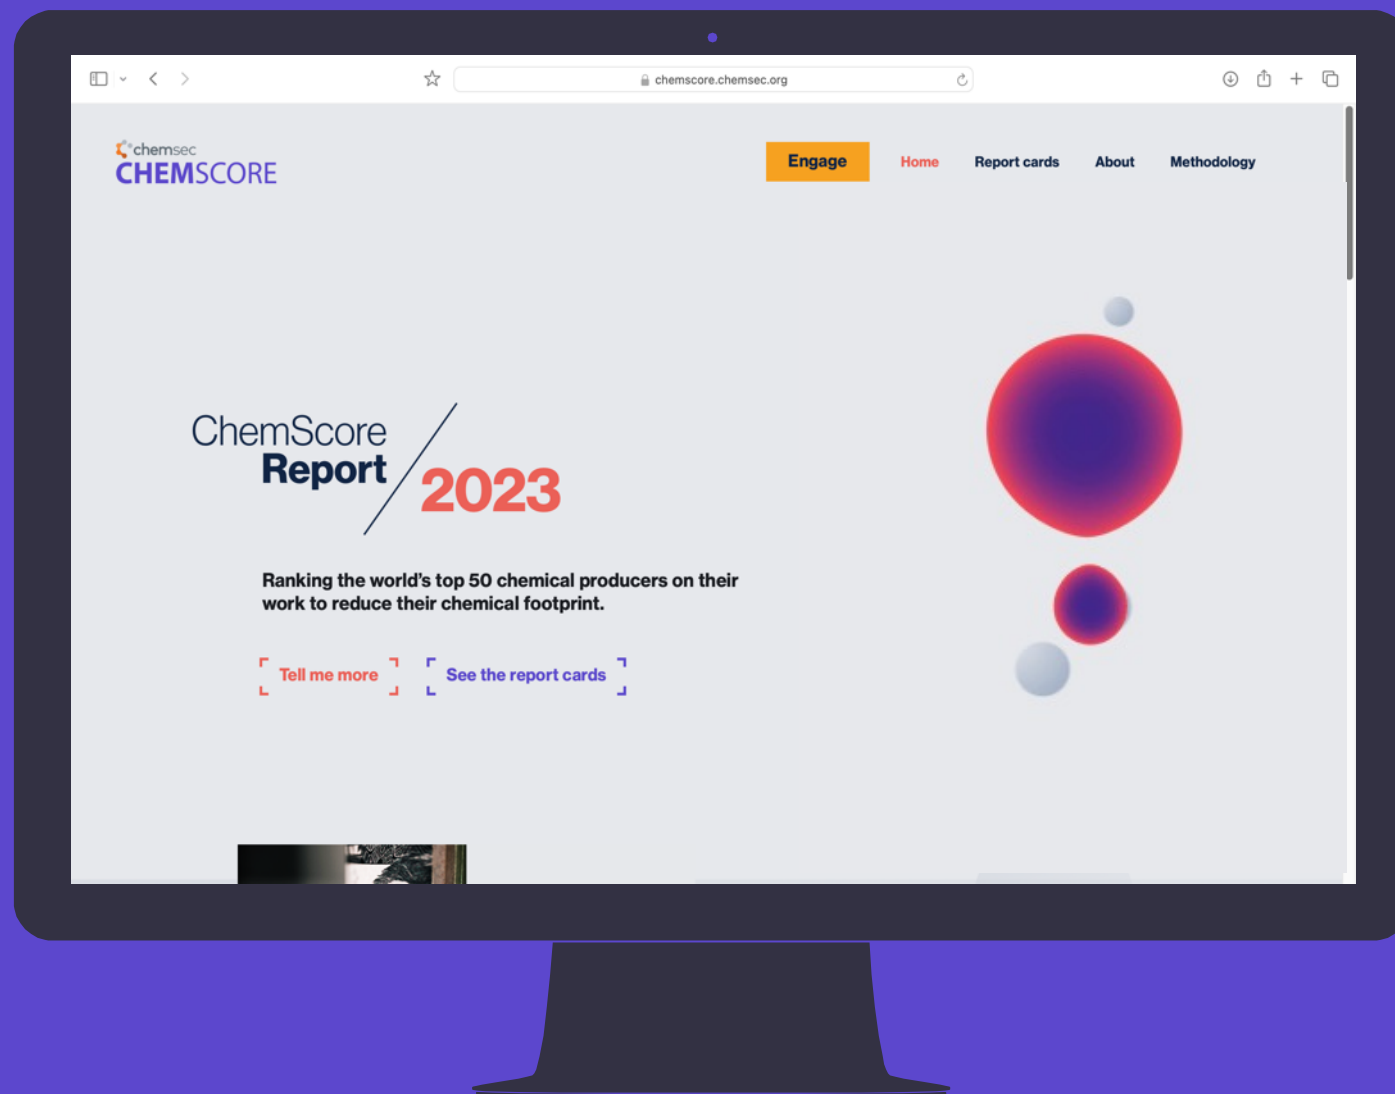 chemscore.chemsec.org
chemsec
CHEMSCORE
Engage
Home
Report cards
About
Methodology
ChemScore
Report
2023
Ranking the world's top 50 chemical producers on their
work to reduce their chemical footprint.
Tell me more
See the report cards